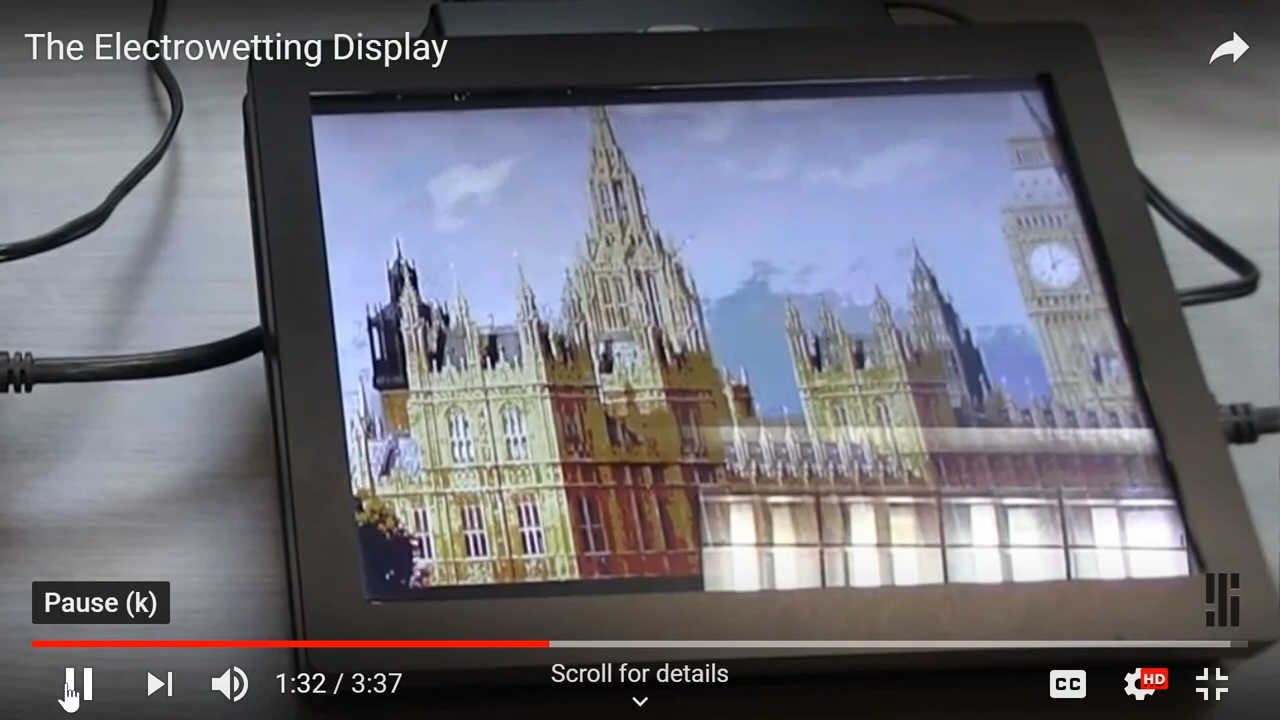 The Electrowetting Display
Pause (k)
1:32 / 3:37
Scroll for details
CC
HD